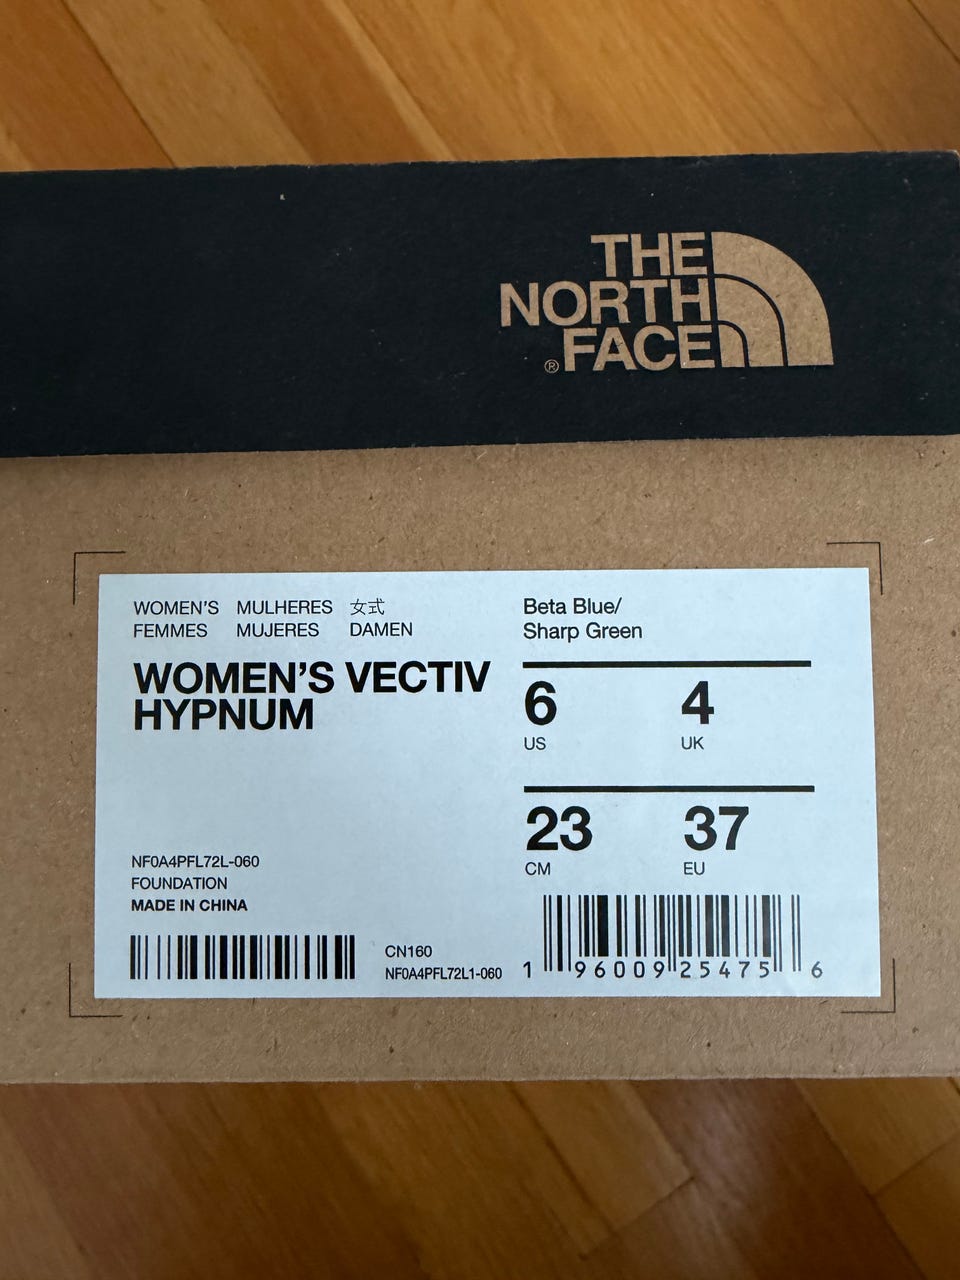 THE
NORTH
FACE
®
WOMEN'S MULHERES 女式
FEMMES MUJERES DAMEN
WOMEN'S VECTIV
HYPNUM
Beta Blue/
Sharp Green
6 4
US UK
23 37
CM EU
NF0A4PFL72L-060
FOUNDATION
MADE IN CHINA
CN160
NF0A4PFL72L1-060
1 96009 25475 6